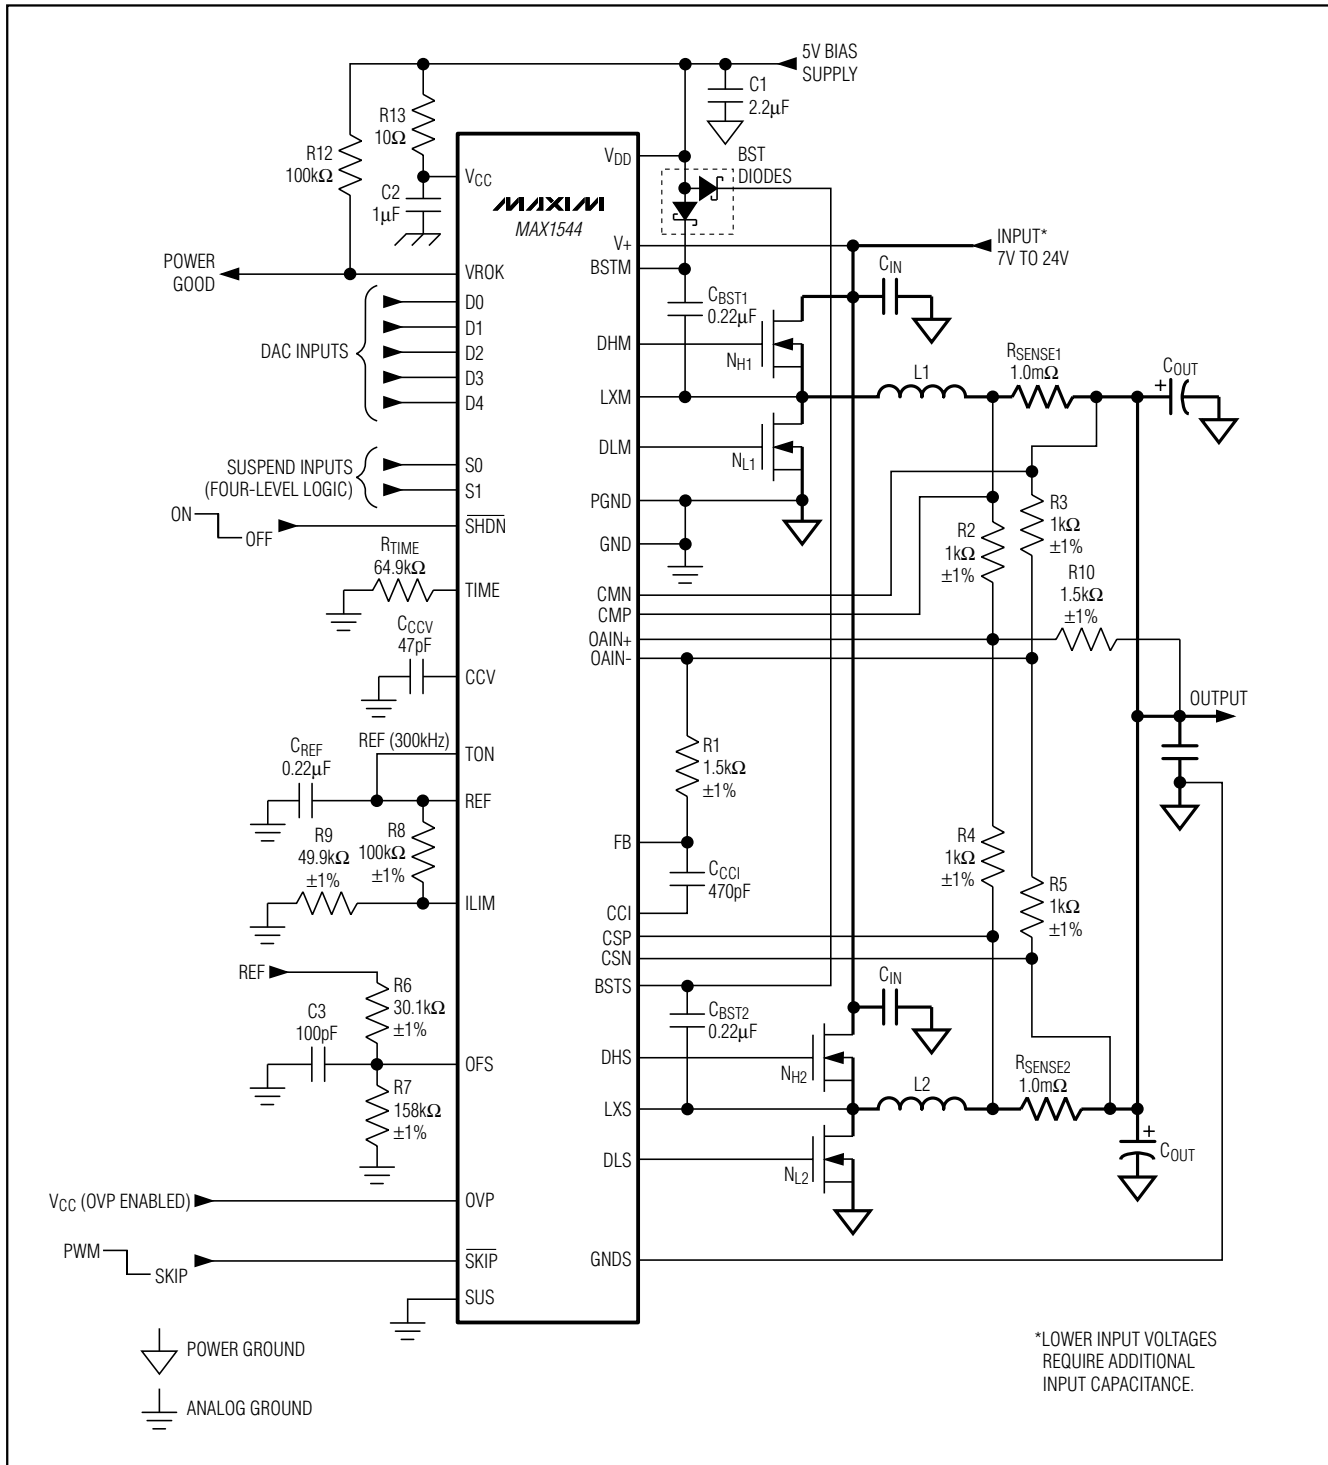 5V BIAS
SUPPLY
C1
2.2µF
R13
10Ω
R12
100kΩ
VDD
BST
DIODES
VCC
C2
1µF
MAXIM
MAX1544
V+
INPUT*
7V TO 24V
POWER
GOOD
VROK
BSTM
CIN
D0
CBST1
0.22µF
D1
DAC INPUTS
D2
DHM
NH1
D3
D4
LXM
L1
RSENSE1
1.0mΩ
+
COUT
SUSPEND INPUTS
(FOUR-LEVEL LOGIC)
S0
S1
DLM
NL1
ON
OFF
SHDN
PGND
R3
1kΩ
±1%
R2
1kΩ
±1%
GND
RTIME
64.9kΩ
TIME
CMN
CMP
R10
1.5kΩ
±1%
OAIN+
OAIN-
CCCV
47pF
CCV
OUTPUT
REF (300kHz)
TON
CREF
0.22µF
REF
R1
1.5kΩ
±1%
R9
49.9kΩ
±1%
R8
100kΩ
±1%
FB
R4
1kΩ
±1%
CCCI
470pF
ILIM
CCI
R5
1kΩ
±1%
CSP
CSN
REF
R6
30.1kΩ
±1%
BSTS
CIN
C3
100pF
CBST2
0.22µF
OFS
DHS
NH2
R7
158kΩ
±1%
LXS
L2
RSENSE2
1.0mΩ
DLS
NL2
+
COUT
VCC (OVP ENABLED)
OVP
PWM
SKIP
SKIP
GNDS
SUS
POWER GROUND
ANALOG GROUND
*LOWER INPUT VOLTAGES
REQUIRE ADDITIONAL
INPUT CAPACITANCE.